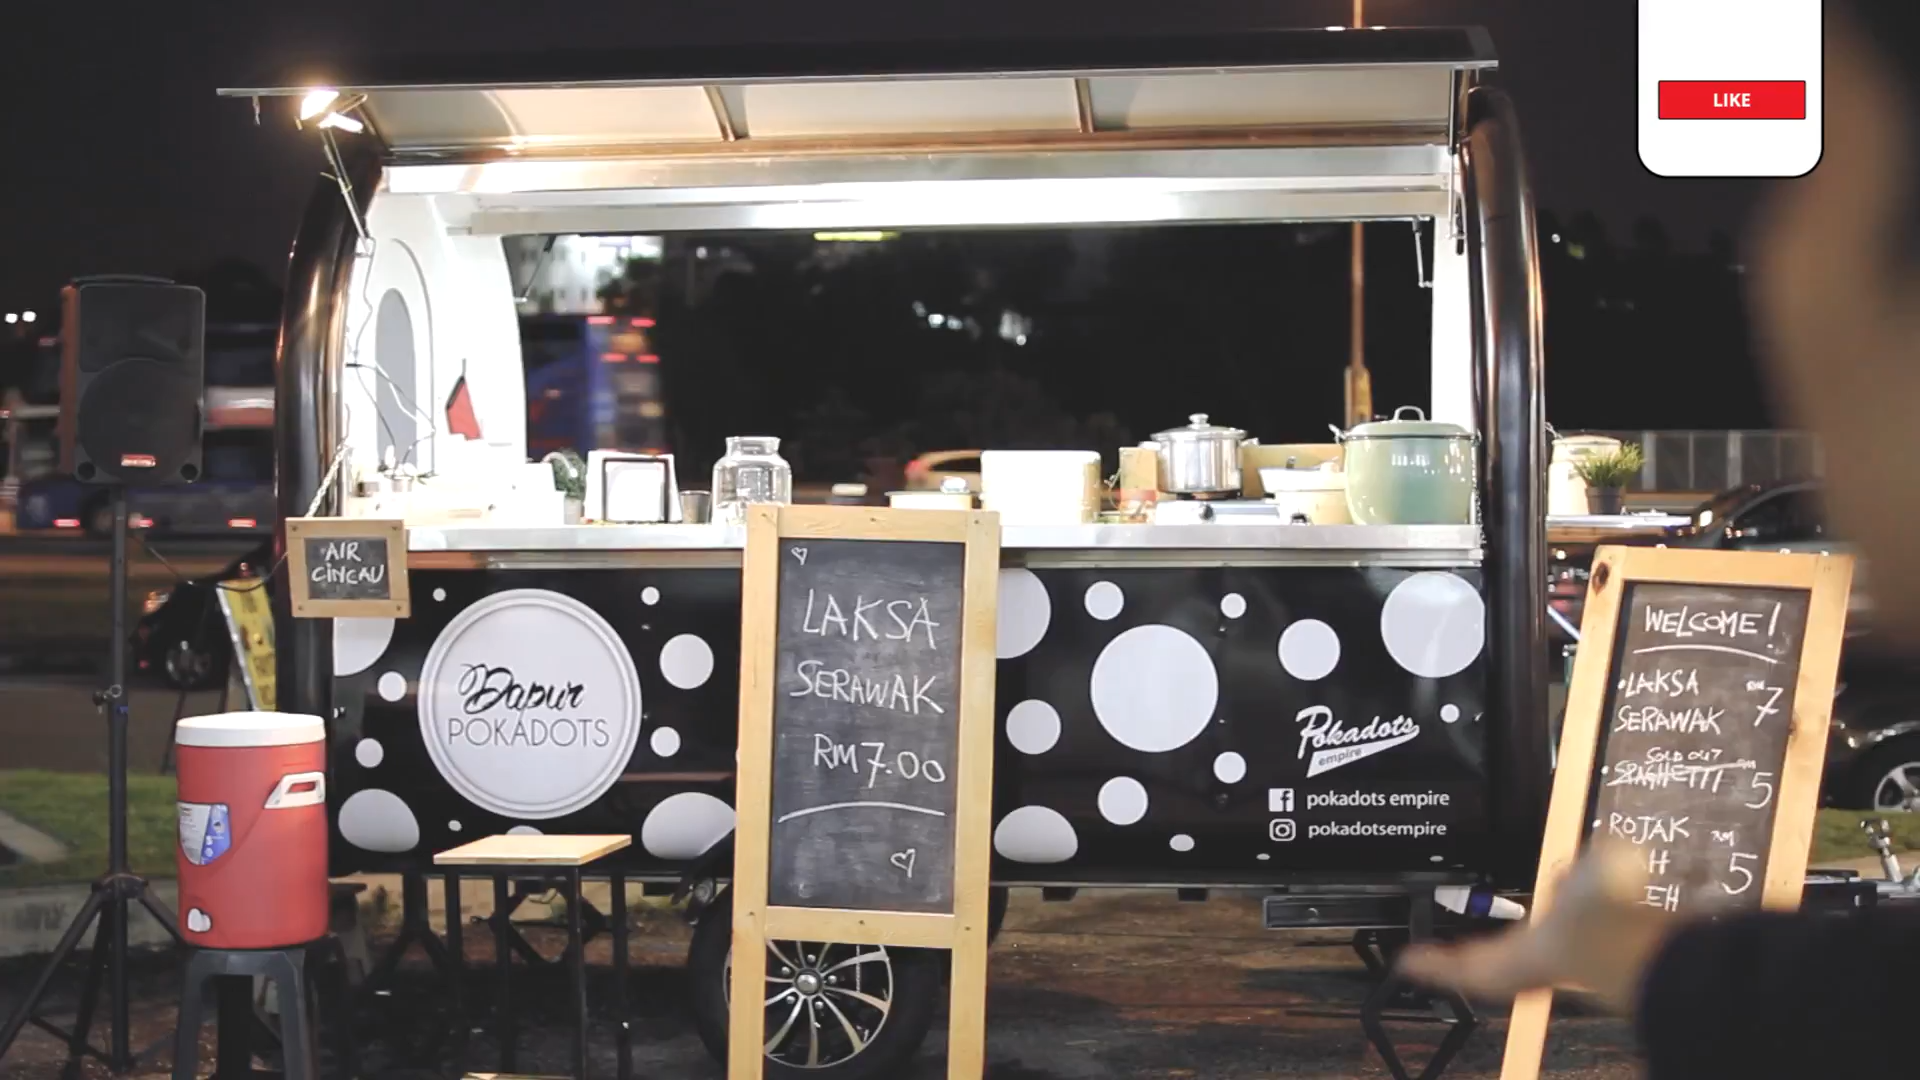 LIKE
AIR
CINCAU
Dapur
POKADOTS
LAKSA
SERAWAK
RM7.00
Pokadots
empire
pokadots empire
pokadotsempire
WELCOME!
•LAKSA
SERAWAK RM 7
SOLD OUT
•SPAGHETTI RM 5
•ROJAK RM
H 5
EH